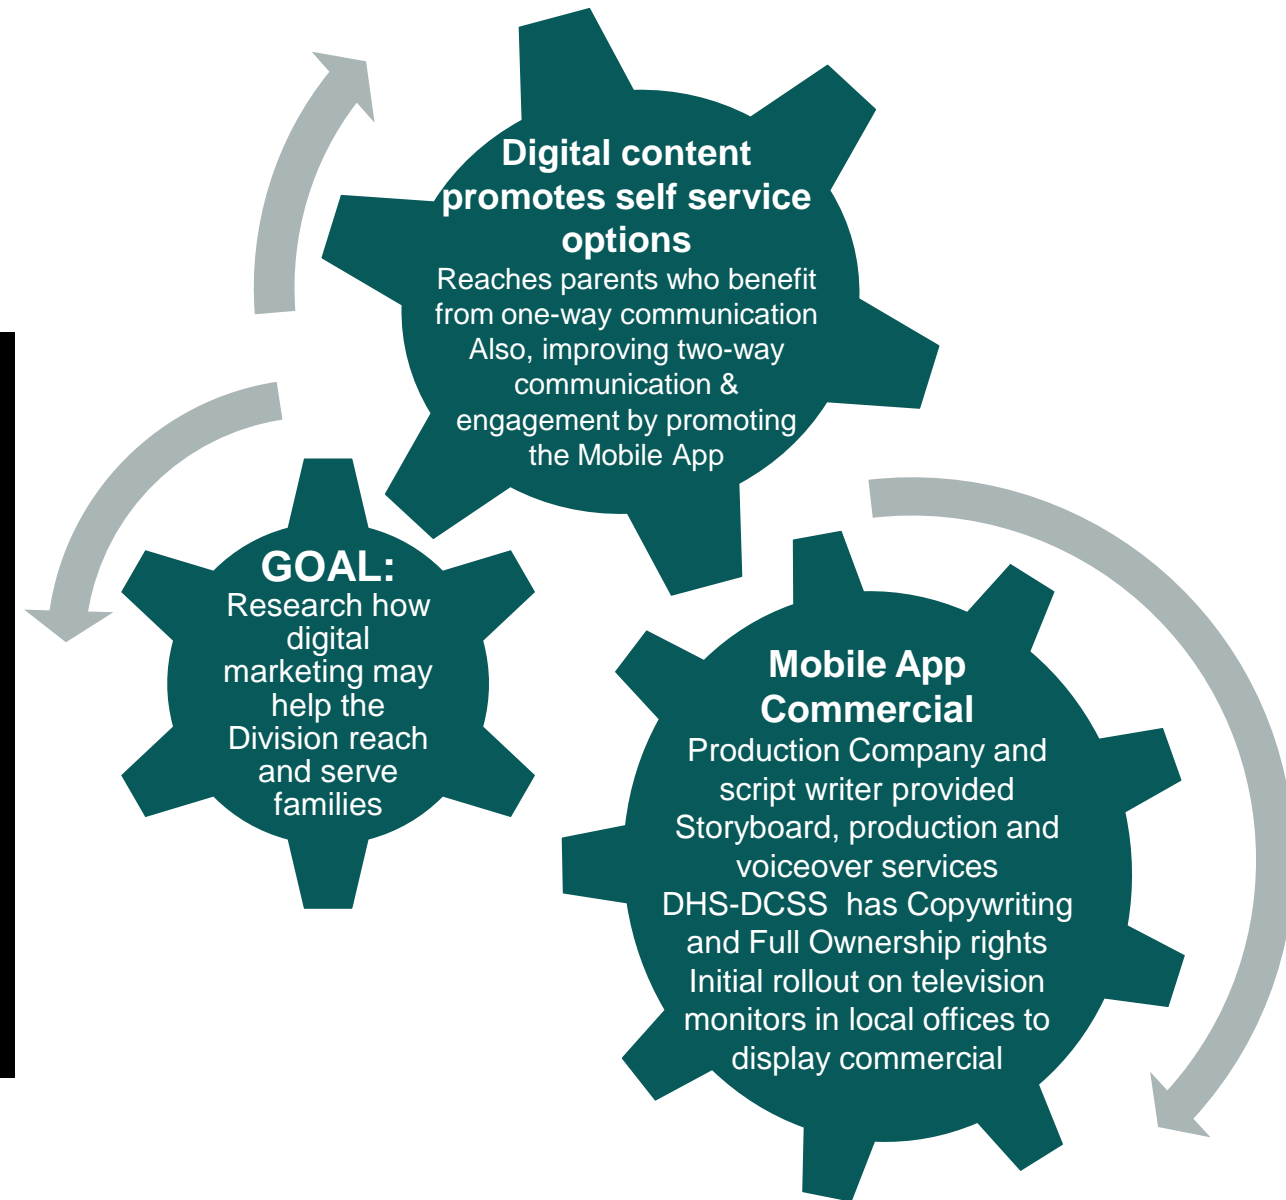 Digital content
promotes self service
options
Reaches parents who benefit
from one-way communication
Also, improving two-way
communication &
engagement by promoting
the Mobile App
GOAL:
Research how
digital
marketing may
help the
Division reach
and serve
families
Mobile App
Commercial
Production Company and
script writer provided
Storyboard, production and
voiceover services
DHS-DCSS has Copywriting
and Full Ownership rights
Initial rollout on television
monitors in local offices to
display commercial